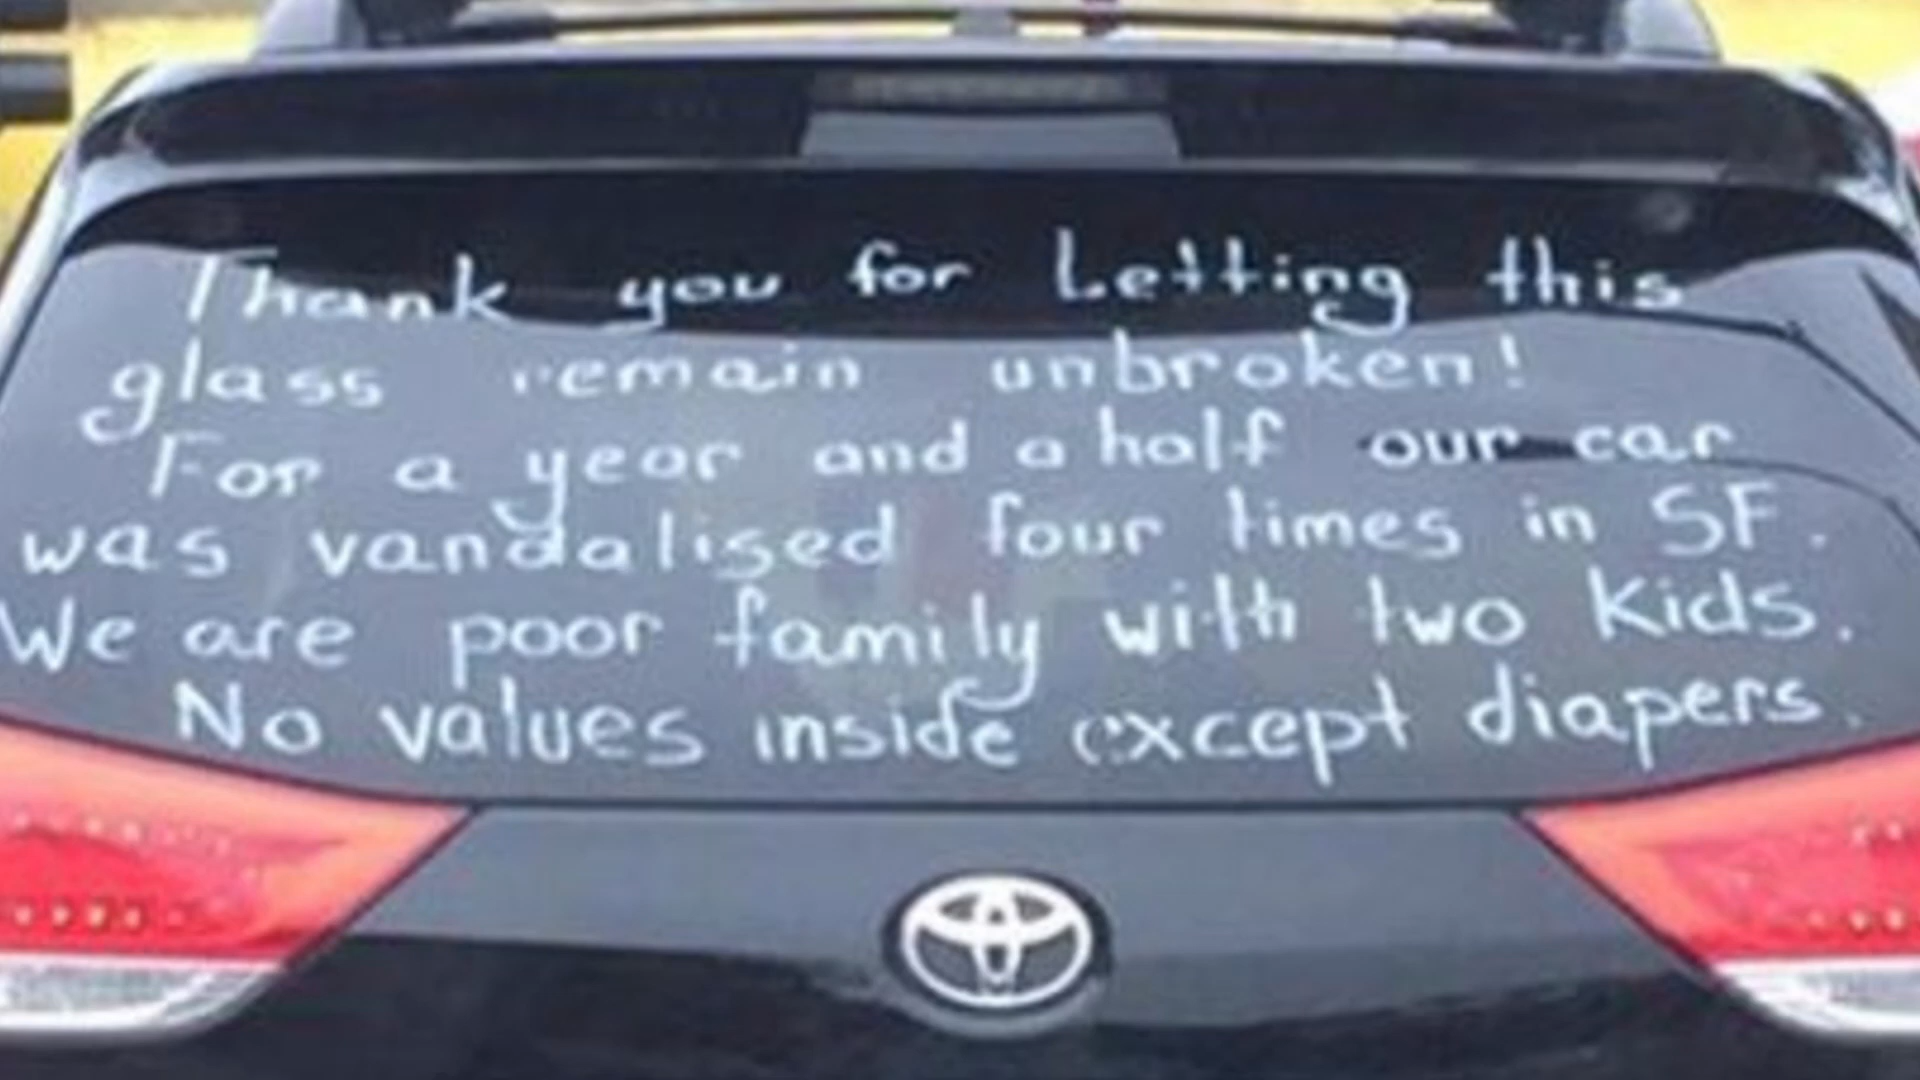 Thank you for Letting this
glass remain unbroken!
For a year and a half our car
was vandalised four times in SF.
We are poor family with two kids.
No values inside except diapers.